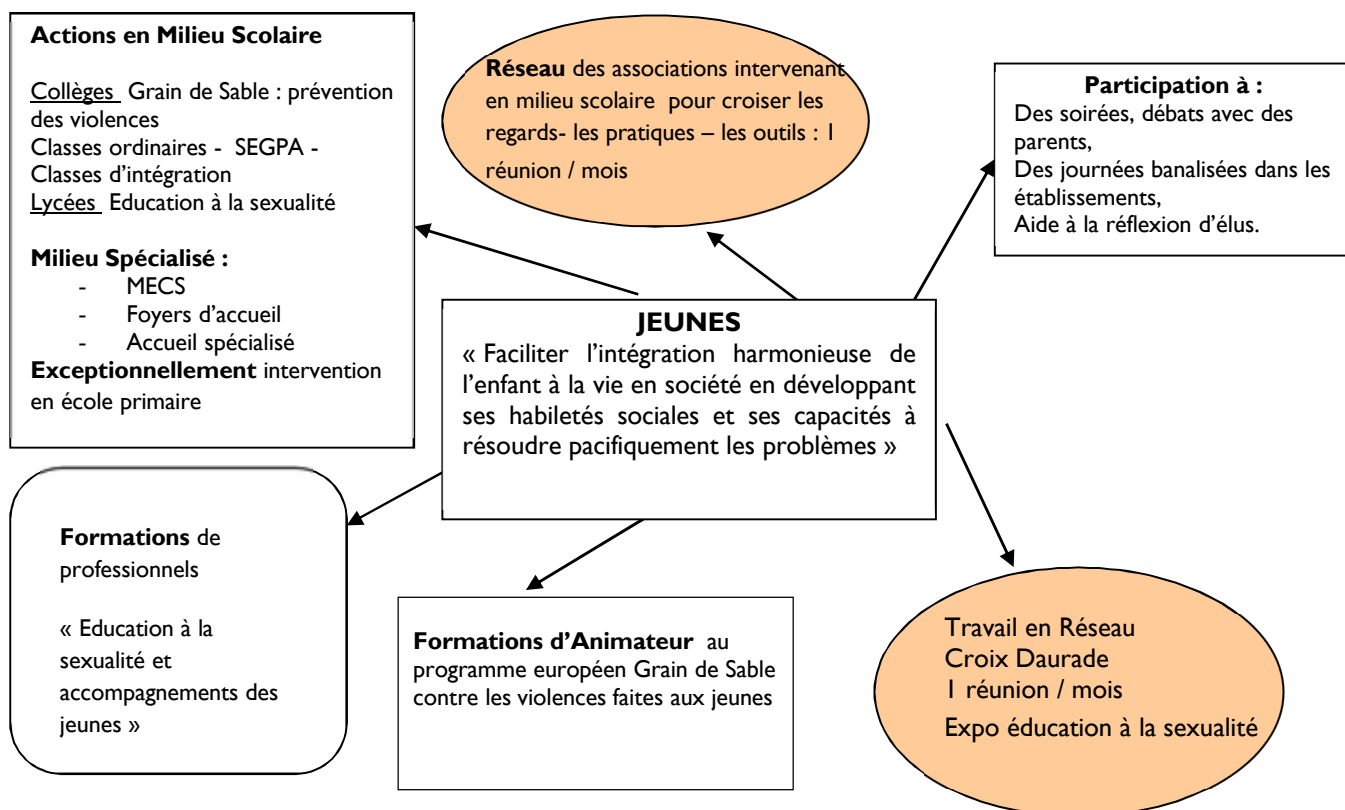 Actions en Milieu Scolaire
Collèges Grain de Sable : prévention
des violences
Classes ordinaires - SEGPA -
Classes d’intégration
Lycées Education à la sexualité
Milieu Spécialisé :
- MECS
- Foyers d’accueil
- Accueil spécialisé
Exceptionnellement intervention
en école primaire
Réseau des associations intervenant
en milieu scolaire pour croiser les
regards- les pratiques – les outils : 1
réunion / mois
Participation à :
Des soirées, débats avec des
parents,
Des journées banalisées dans les
établissements,
Aide à la réflexion d’élus.
JEUNES
« Faciliter l’intégration harmonieuse de
l’enfant à la vie en société en développant
ses habiletés sociales et ses capacités à
résoudre pacifiquement les problèmes »
Formations de
professionnels
« Education à la
sexualité et
accompagnements des
jeunes »
Formations d’Animateur au
programme européen Grain de Sable
contre les violences faites aux jeunes
Travail en Réseau
Croix Daurade
1 réunion / mois
Expo éducation à la sexualité